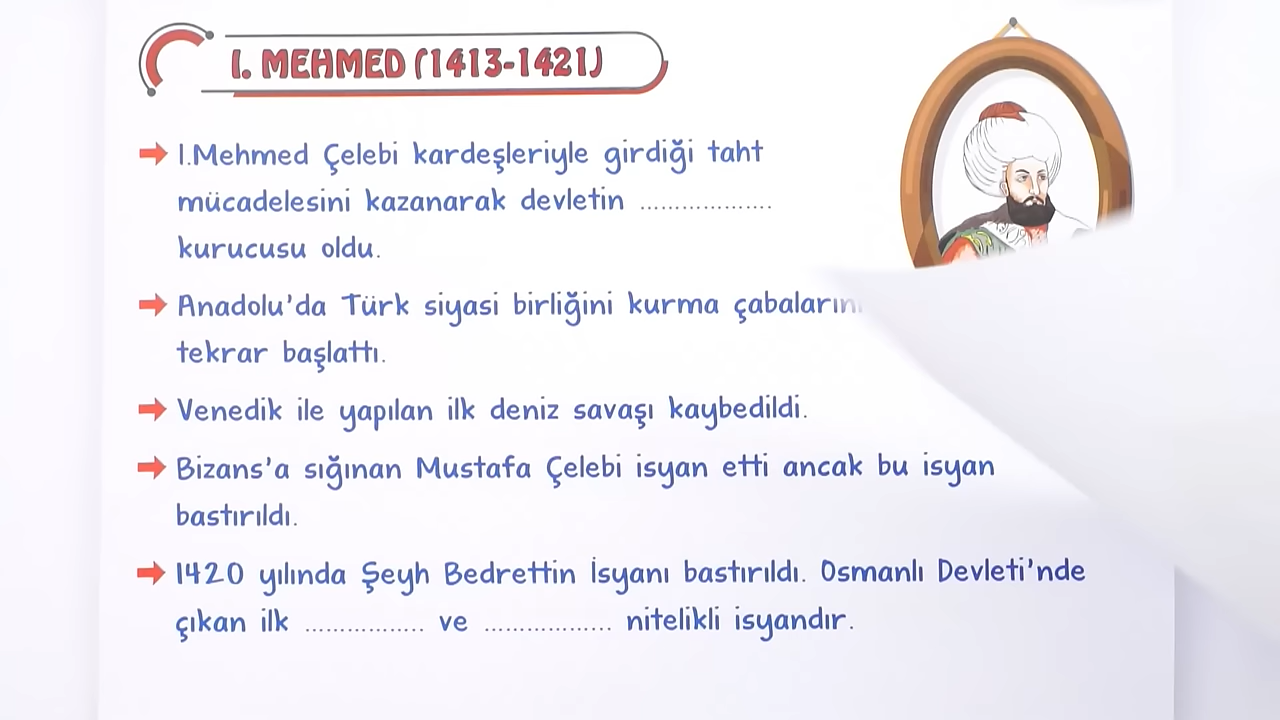 I. MEHMED (1413-1421)
I.Mehmed Çelebi kardeşleriyle girdiği taht
mücadelesini kazanarak devletin ...................
kurucusu oldu.
Anadolu'da Türk siyasi birliğini kurma çabalarını
tekrar başlattı.
Venedik ile yapılan ilk deniz savaşı kaybedildi.
Bizans'a sığınan Mustafa Çelebi isyan etti ancak bu isyan
bastırıldı.
1420 yılında Şeyh Bedrettin İsyanı bastırıldı. Osmanlı Devleti'nde
çıkan ilk ................. ve .................. nitelikli isyandır.